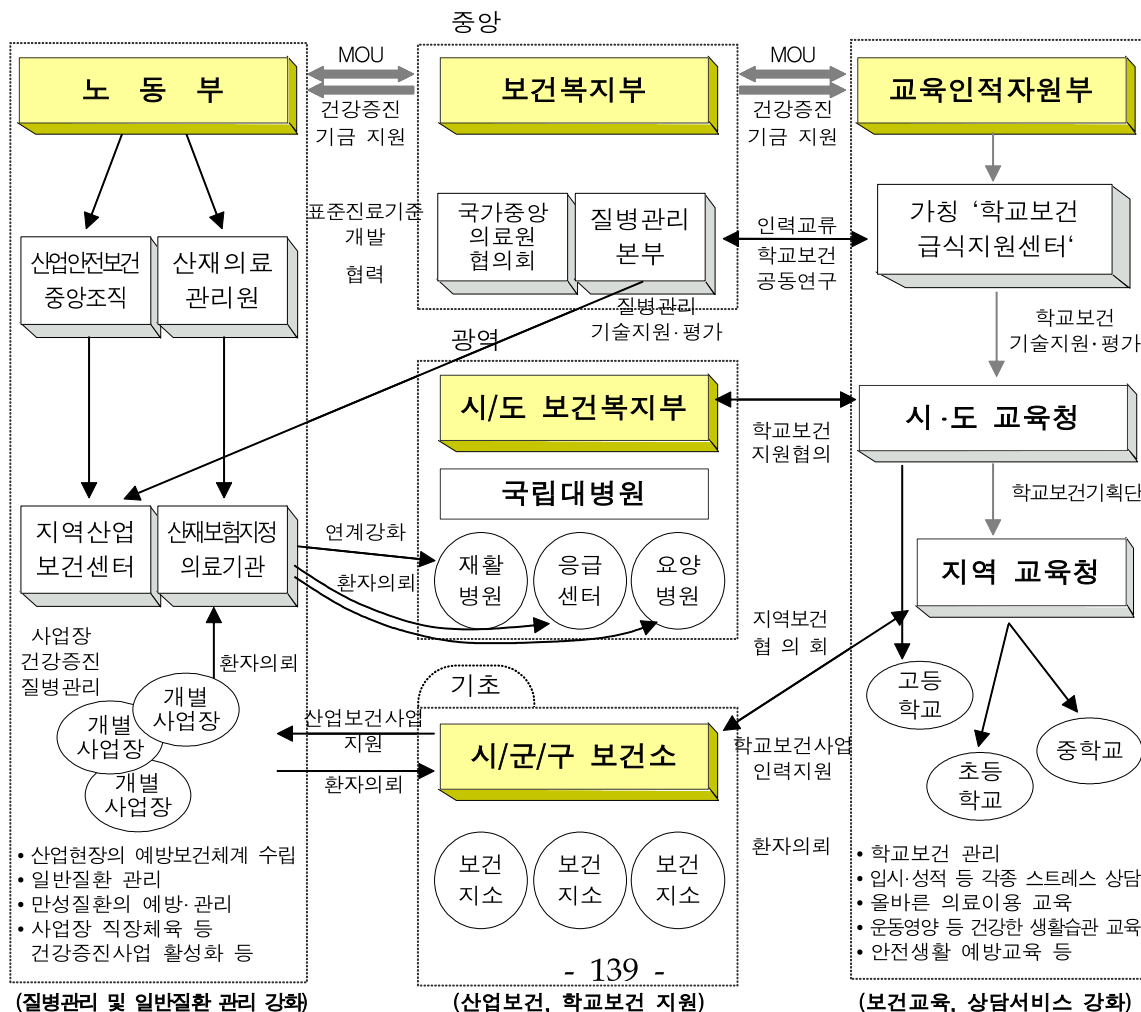 중앙
노 동 부
MOU
건강증진
기금 지원
보건복지부
MOU
건강증진
기금 지원
교육인적자원부
산업안전보건
중앙조직
산재의료
관리원
표준진료기준
개발
협력
국가중앙
의료원
협의회
질병관리
본부
인력교류
학교보건
공동연구
가칭 '학교보건
급식지원센터'
질병관리
기술지원·평가
학교보건
기술지원·평가
광역
시/도 보건복지부
학교보건
지원협의
시·도 교육청
국립대병원
학교보건기획단
지역산업
보건센터
산재보험지정
의료기관
연계강화
환자의뢰
재활
병원
응급
센터
요양
병원
지역 교육청
지역보건
협 의 회
사업장
건강증진
질병관리
환자의뢰
개별
사업장
개별
사업장
개별
사업장
기초
산업보건사업
지원
환자의뢰
시/군/구 보건소
학교보건사업
인력지원
고등
학교
초등
학교
중학교
보건
지소
보건
지소
보건
지소
환자의뢰
• 산업현장의 예방보건체계 수립
• 일반질환 관리
• 만성질환의 예방·관리
• 사업장 직장체육 등
건강증진사업 활성화 등
• 학교보건 관리
• 입시·성적 등 각종 스트레스 상담
• 올바른 의료이용 교육
• 운동영양 등 건강한 생활습관 교육
• 안전생활 예방교육 등
- 139 -
(질병관리 및 일반질환 관리 강화)
(산업보건, 학교보건 지원)
(보건교육, 상담서비스 강화)